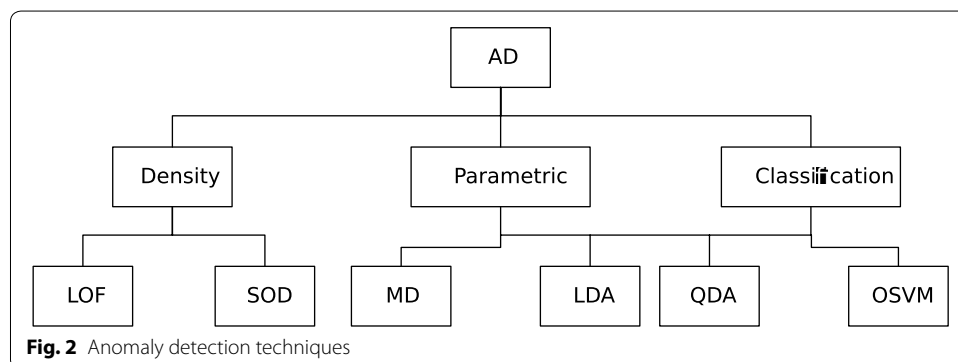 AD
Density Parametric Classification
LOF SOD MD LDA QDA OSVM
Fig. 2 Anomaly detection techniques